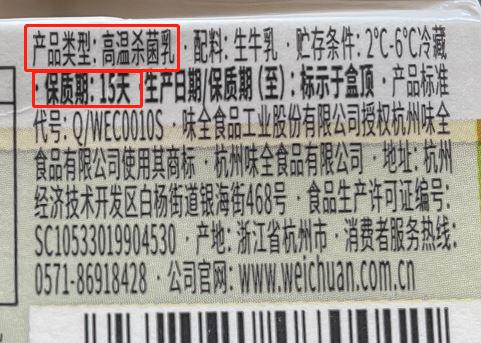 产品类型: 高温杀菌乳 · 配料: 生牛乳 · 贮存条件: 2℃-6℃冷藏
· 保质期: 15天 生产日期/保质期(至): 标示于盒顶 · 产品标准
代号: Q/WEC0010S · 味全食品工业股份有限公司授权杭州味全
食品有限公司使用其商标 · 杭州味全食品有限公司 · 地址: 杭州
经济技术开发区白杨街道银海街468号 · 食品生产许可证编号:
SC10533019904530 · 产地: 浙江省杭州市 · 消费者服务热线:
0571-86918428 · 公司官网: www.weichuan.com.cn